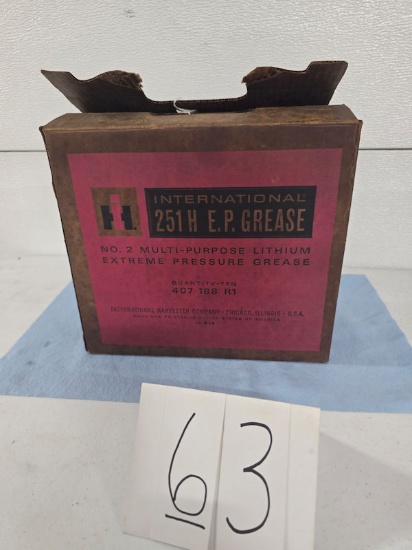 INTERNATIONAL
251 H E.P. GREASE
NO. 2 MULTI-PURPOSE LITHIUM
EXTREME PRESSURE GREASE
QUANTITY-TEN
407 188 R1
INTERNATIONAL HARVESTER COMPANY - CHICAGO, ILLINOIS - U.S.A.
63